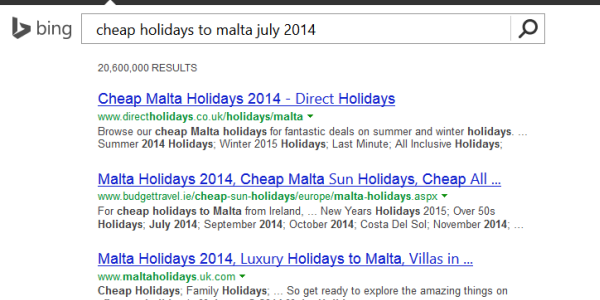 bing cheap holidays to malta july 2014
20,600,000 RESULTS
Cheap Malta Holidays 2014 - Direct Holidays
www.directholidays.co.uk/holidays/malta
Browse our cheap Malta holidays for fantastic deals on summer and winter holidays. ...
Summer 2014 Holidays; Winter 2015 Holidays; Last Minute; All Inclusive Holidays;
Malta Holidays 2014, Cheap Malta Sun Holidays, Cheap All ...
www.budgettravel.ie/cheap-sun-holidays/europe/malta-holidays.aspx
For cheap holidays to Malta from Ireland, ... New Years Holidays 2015; Over 50s
Holidays; July 2014; September 2014; October 2014; Costa Del Sol; November 2014; ...
Malta Holidays 2014, Luxury Holidays to Malta, Villas in ...
www.maltaholidays.uk.com
Cheap Holidays; Family Holidays; ... So get ready to explore the amazing things on